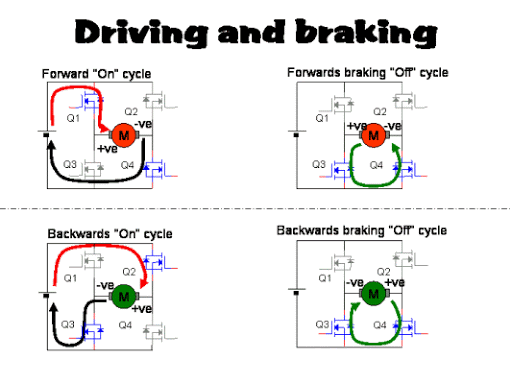 Driving and braking
Forward "On" cycle
Forwards braking "Off" cycle
Q1
Q2
-ve
M
+ve
Q3
Q4
Q1
Q2
+ve
-ve
M
Q3
Q4
Backwards "On" cycle
Backwards braking "Off" cycle
Q1
Q2
-ve
M
+ve
Q3
Q4
Q1
Q2
-ve
+ve
M
Q3
Q4